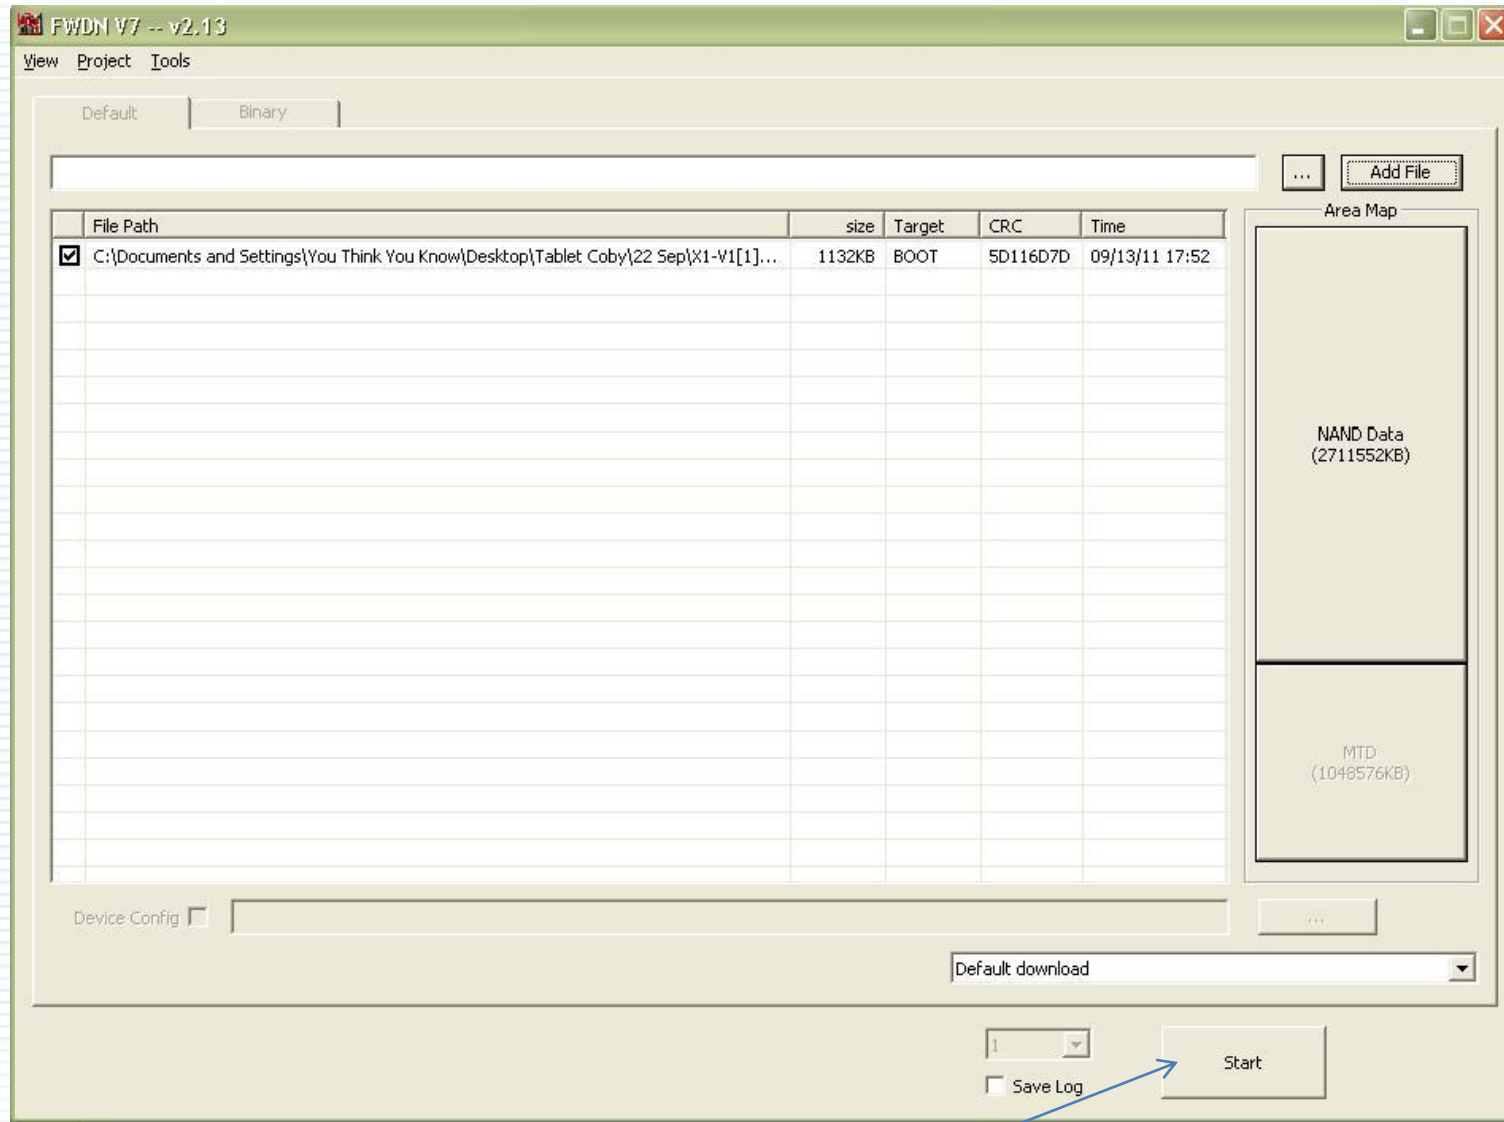 FWDN V7 -- v2.13
View Project Tools
Default Binary
... Add File
File Path size Target CRC Time
C:\Documents and Settings\You Think You Know\Desktop\Tablet Coby\22 Sep\X1-V1[1]... 1132KB BOOT 5D116D7D 09/13/11 17:52
Area Map
NAND Data
(2711552KB)
MTD
(1048576KB)
Device Config ...
Default download
1
Save Log
Start